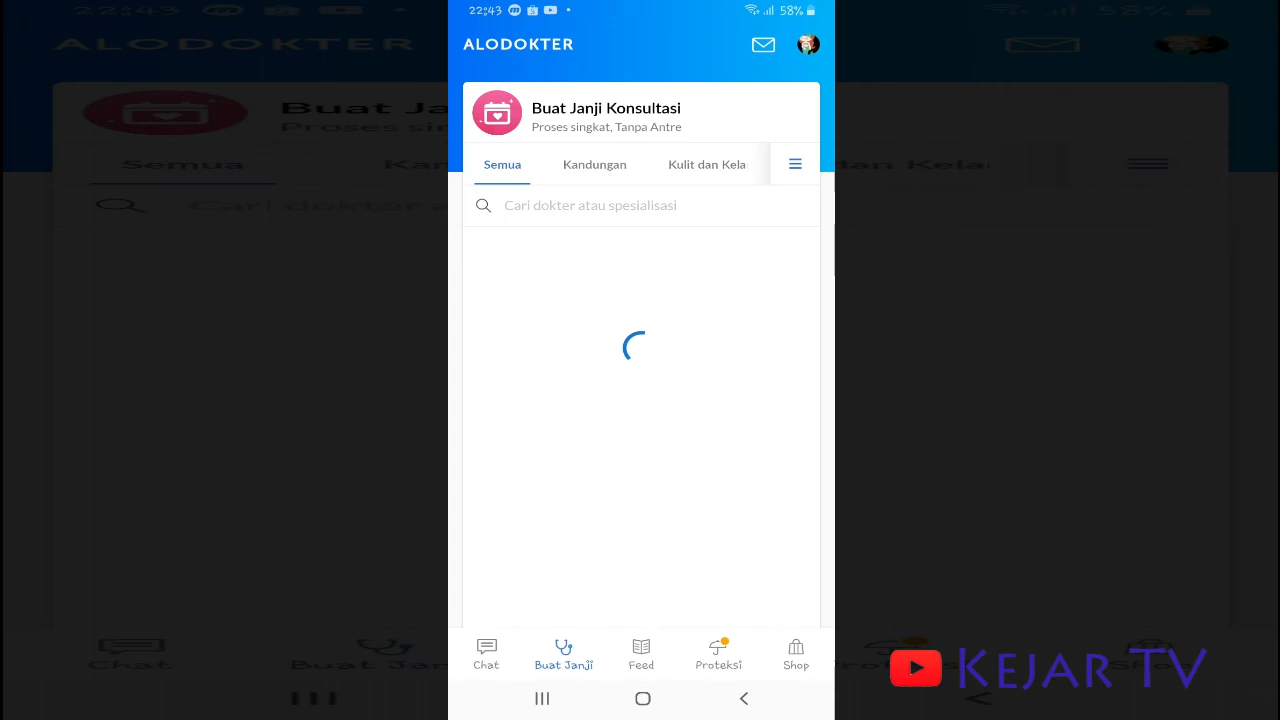 22:43 58%
ALODOKTER
Buat Janji Konsultasi
Proses singkat, Tanpa Antre
Semua Kandungan Kulit dan Kela
Cari dokter atau spesialisasi
Chat Buat Janji Feed Proteksi Shop
KEJAR TV